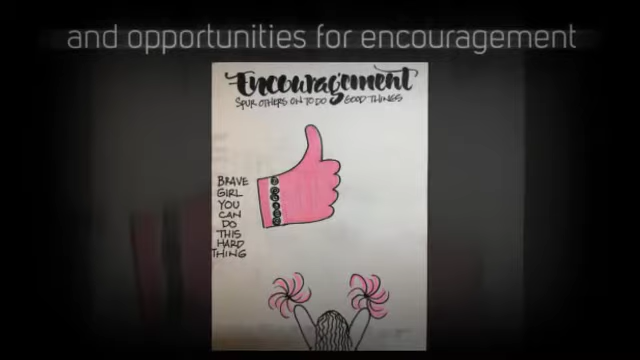 and opportunities for encouragement
Encouragement
SPUR OTHERS ON TO DO GOOD THINGS
BRAVE
GIRL
YOU
CAN
DO
THIS
HARD
THING